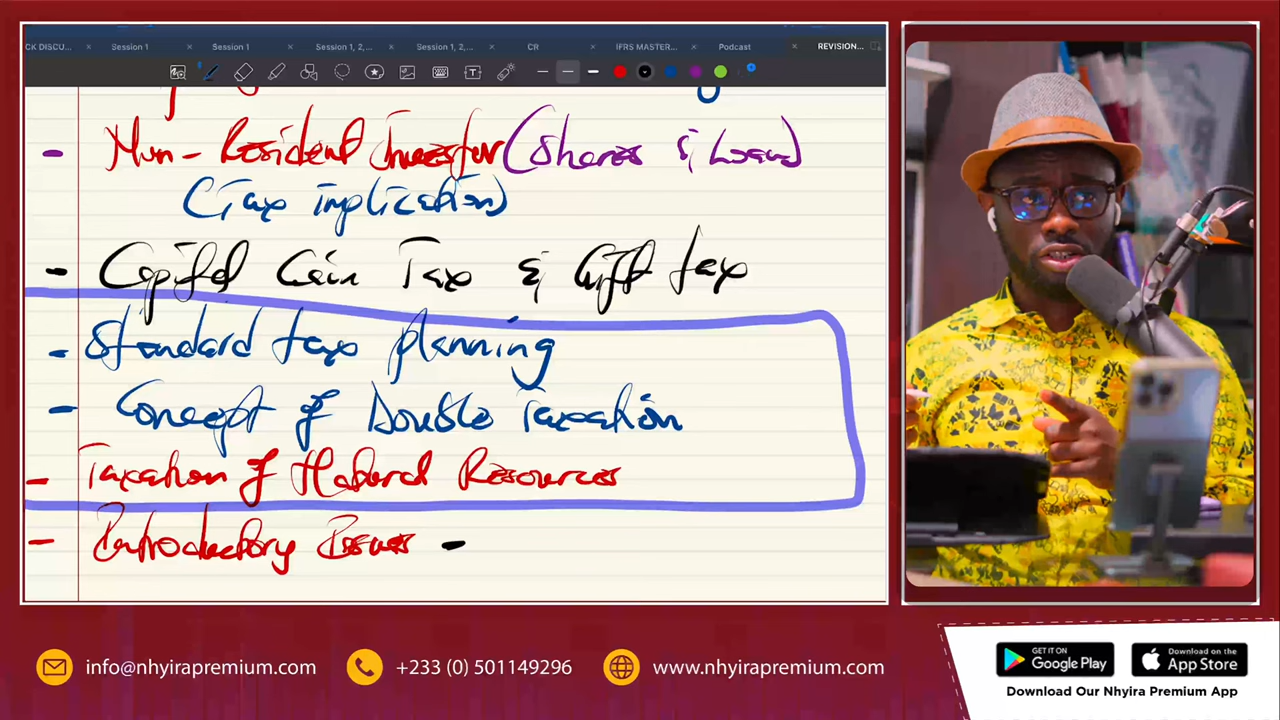 CK DISCU... Session 1 Session 1 Session 1, 2,... Session 1, 2,... CR IFRS MASTER... Podcast REVISION...
- Non-Resident Investor (Shares & Loans)
(Tax implication)
- Capital Gain Tax & Gift tax
- Standard tax planning
- Concept of Double Taxation
- Taxation of Natural Resources
- Introductory Issues -
info@nhyirapremium.com +233 (0) 501149296 www.nhyirapremium.com
GET IT ON Google Play Download on the App Store
Download Our Nhyira Premium App